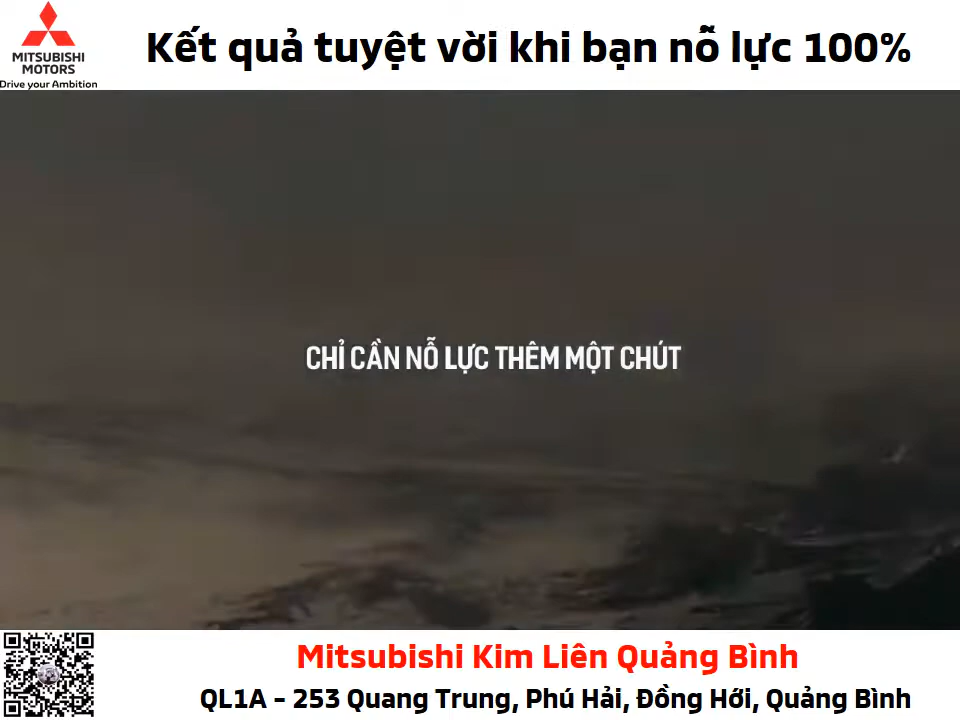 MITSUBISHI
MOTORS
Drive your Ambition
Kết quả tuyệt vời khi bạn nỗ lực 100%
CHỈ CẦN NỖ LỰC THÊM MỘT CHÚT
Mitsubishi Kim Liên Quảng Bình
QL1A – 253 Quang Trung, Phú Hải, Đồng Hới, Quảng Bình